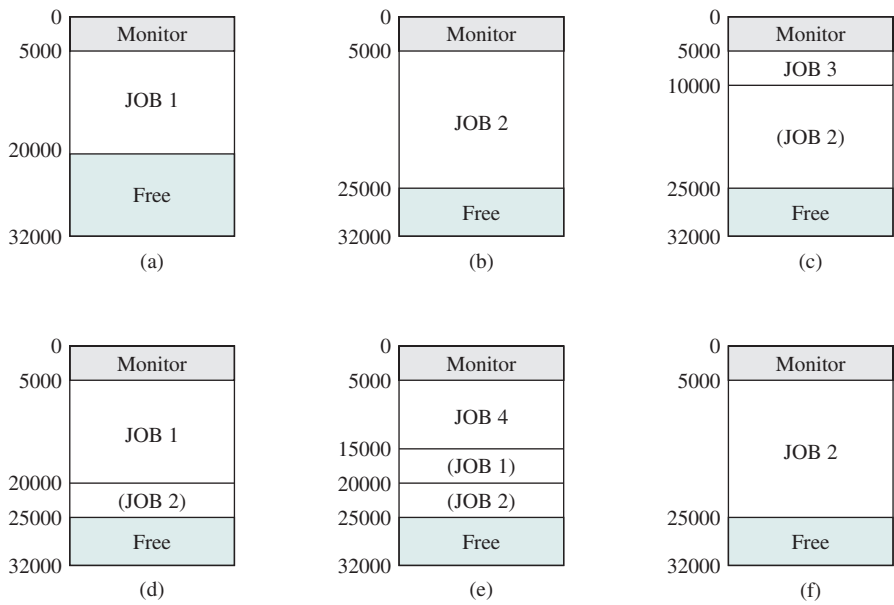 0
Monitor
5000
JOB 1
20000
Free
32000
(a)
0
Monitor
5000
JOB 2
25000
Free
32000
(b)
0
Monitor
5000
JOB 3
10000
(JOB 2)
25000
Free
32000
(c)
0
Monitor
5000
JOB 1
20000
(JOB 2)
25000
Free
32000
(d)
0
Monitor
5000
JOB 4
15000
(JOB 1)
20000
(JOB 2)
25000
Free
32000
(e)
0
Monitor
5000
JOB 2
25000
Free
32000
(f)